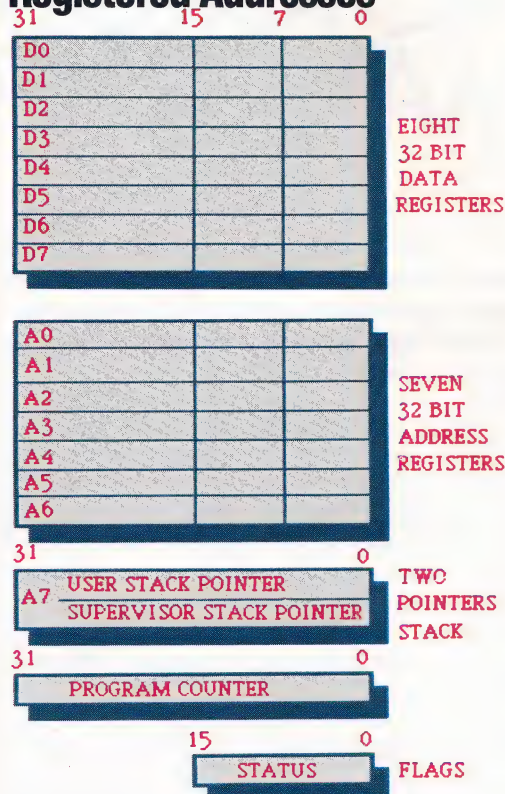 Registered Addresses
31 15 7 0
D0
D1
D2
D3
D4
D5
D6
D7
EIGHT
32 BIT
DATA
REGISTERS
A0
A1
A2
A3
A4
A5
A6
SEVEN
32 BIT
ADDRESS
REGISTERS
31 0
A7
USER STACK POINTER
SUPERVISOR STACK POINTER
TWO
POINTERS
STACK
31 0
PROGRAM COUNTER
15 0
STATUS
FLAGS